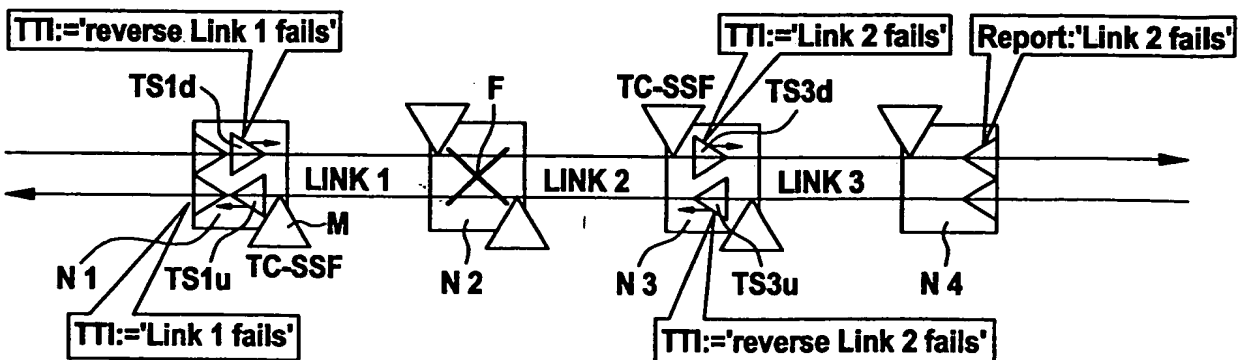 TTI:='reverse Link 1 fails'
TTI:='Link 2 fails'
Report:'Link 2 fails'
TS1d
F
TC-SSF
TS3d
LINK 1
LINK 2
LINK 3
M
N 1
TS1u
TC-SSF
N 2
N 3
TS3u
N 4
TTI:='Link 1 fails'
TTI:='reverse Link 2 fails'